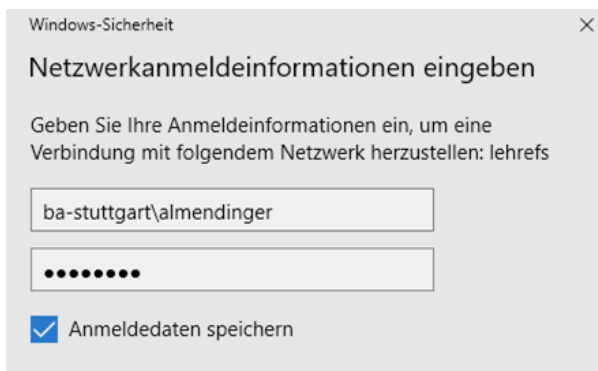 Windows-Sicherheit
Netzwerkanmeldeinformationen eingeben
Geben Sie Ihre Anmeldeinformationen ein, um eine
Verbindung mit folgendem Netzwerk herzustellen: lehrefs
ba-stuttgart\almendinger
●●●●●●●●
Anmeldedaten speichern